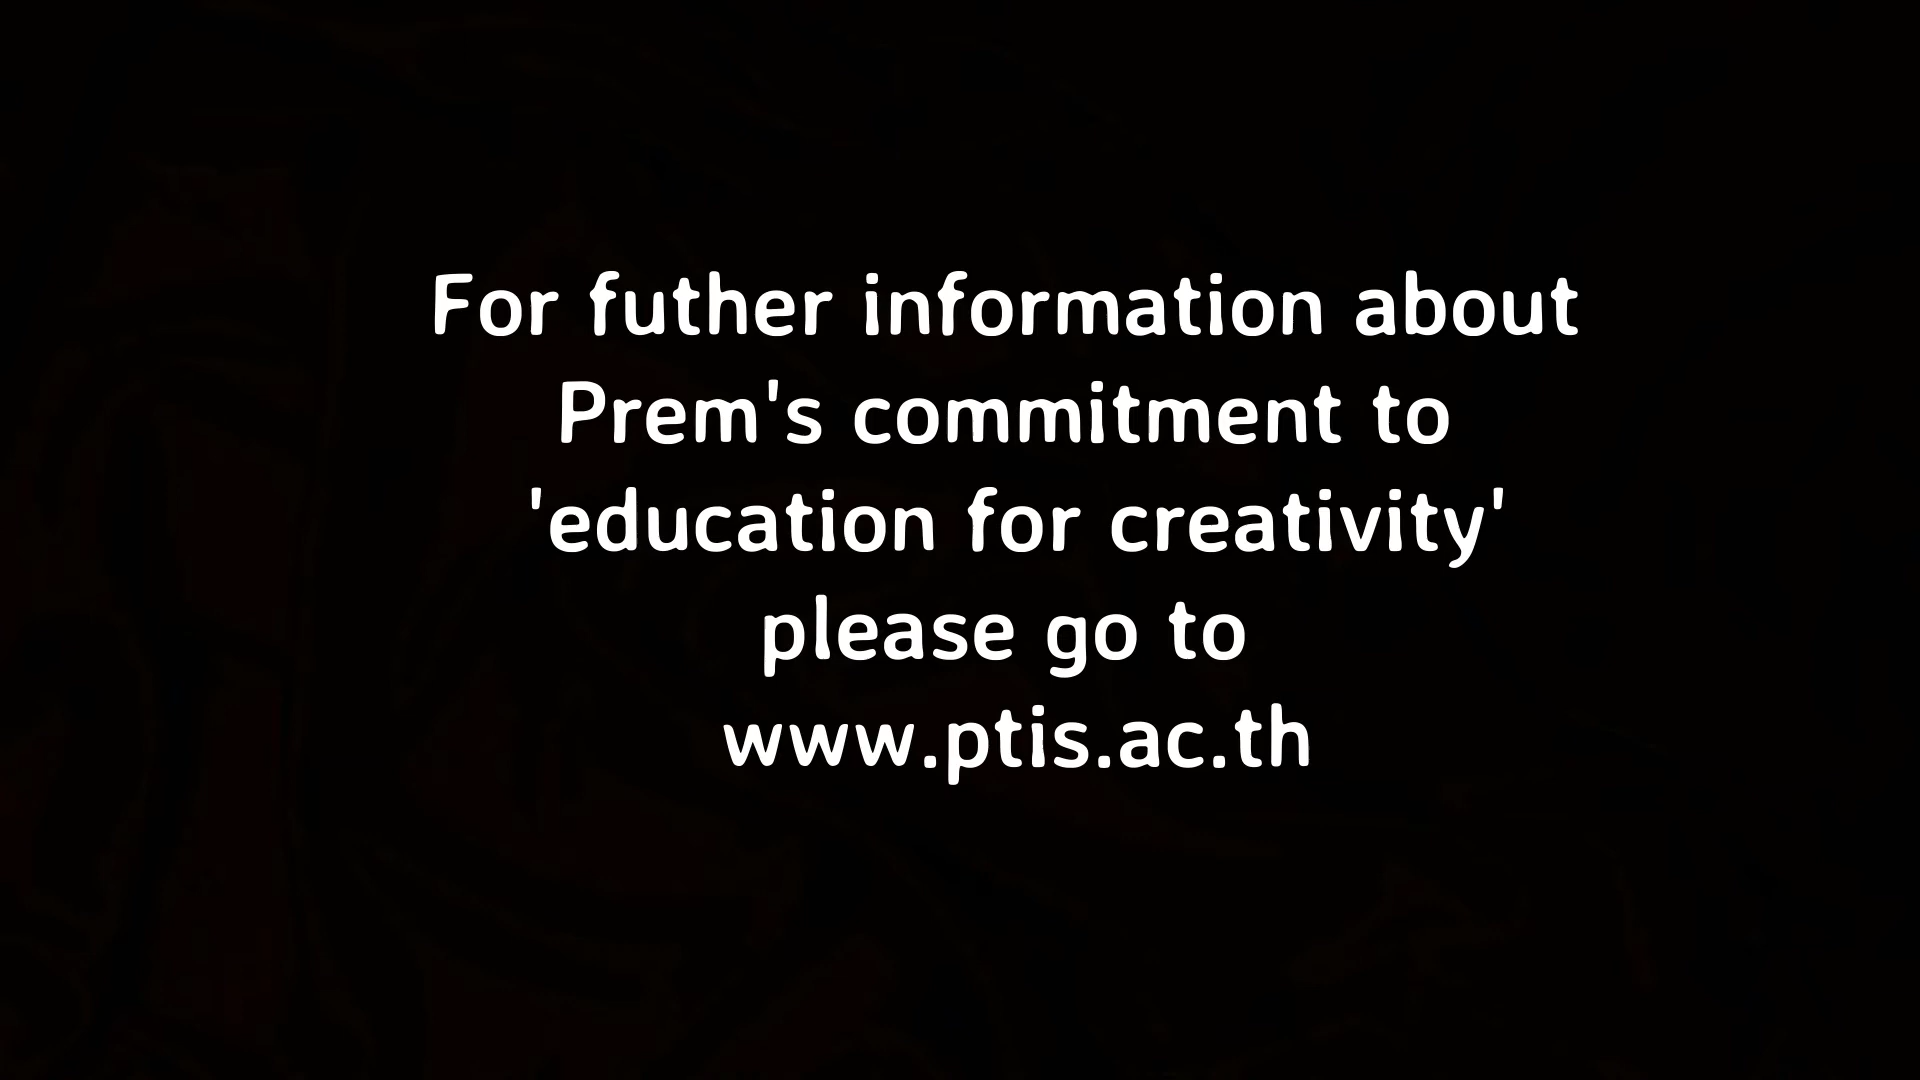 For futher information about
Prem's commitment to
'education for creativity'
please go to
www.ptis.ac.th